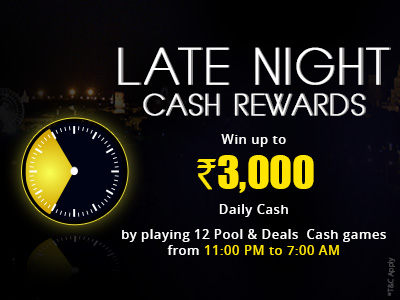 LATE NIGHT
CASH REWARDS
Win up to
₹3,000
Daily Cash
by playing 12 Pool & Deals Cash games
from 11:00 PM to 7:00 AM
*T&C Apply